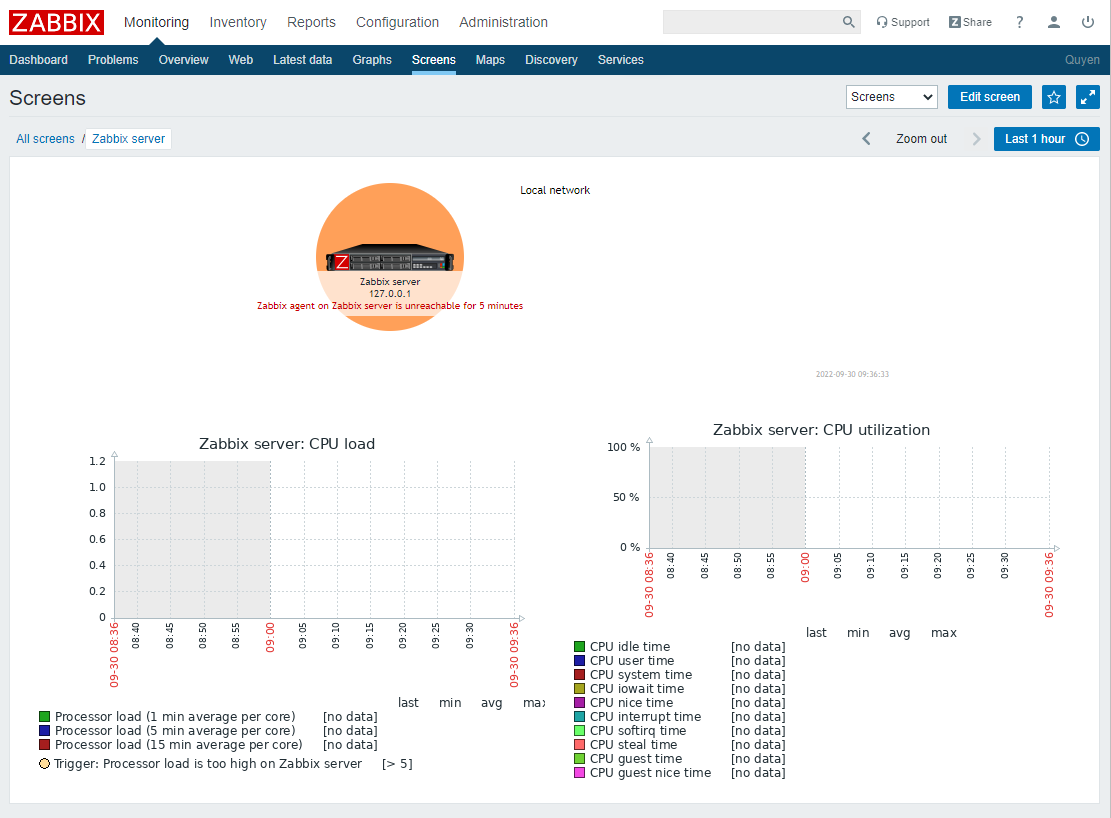 ZABBIX Monitoring Inventory Reports Configuration Administration Support Z Share ?
Dashboard Problems Overview Web Latest data Graphs Screens Maps Discovery Services Quyen
Screens Screens Edit screen
All screens / Zabbix server Zoom out Last 1 hour
Local network
Z
Zabbix server
127.0.0.1
Zabbix agent on Zabbix server is unreachable for 5 minutes
2022-09-30 09:36:33
Zabbix server: CPU load
1.2
1.0
0.8
0.6
0.4
0.2
0
09-30 08:36 08:40 08:45 08:50 08:55 09:00 09:05 09:10 09:15 09:20 09:25 09:30 09-30 09:36
last min avg max
Processor load (1 min average per core) [no data]
Processor load (5 min average per core) [no data]
Processor load (15 min average per core) [no data]
Trigger: Processor load is too high on Zabbix server [> 5]
Zabbix server: CPU utilization
100 %
50 %
0 %
09-30 08:36 08:40 08:45 08:50 08:55 09:00 09:05 09:10 09:15 09:20 09:25 09:30 09-30 09:36
last min avg max
CPU idle time [no data]
CPU user time [no data]
CPU system time [no data]
CPU iowait time [no data]
CPU nice time [no data]
CPU interrupt time [no data]
CPU softirq time [no data]
CPU steal time [no data]
CPU guest time [no data]
CPU guest nice time [no data]